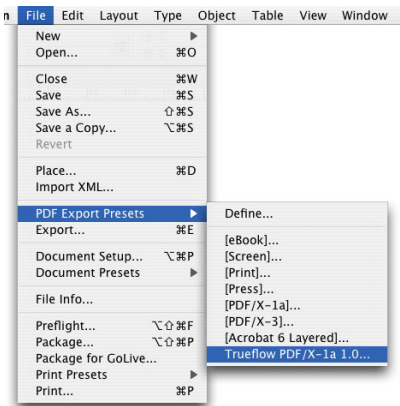 n File Edit Layout Type Object Table View Window
New ▶
Open... ⌘O
Close ⌘W
Save ⌘S
Save As... ⇧⌘S
Save a Copy... ⌥⌘S
Revert
Place... ⌘D
Import XML...
PDF Export Presets ▶
Export... ⌘E
Document Setup... ⌥⌘P
Document Presets ▶
File Info...
Preflight... ⌥⇧⌘F
Package... ⌥⇧⌘P
Package for GoLive...
Print Presets ▶
Print... ⌘P
Define...
[eBook]...
[Screen]...
[Print]...
[Press]...
[PDF/X-1a]...
[PDF/X-3]...
[Acrobat 6 Layered]...
Trueflow PDF/X-1a 1.0...